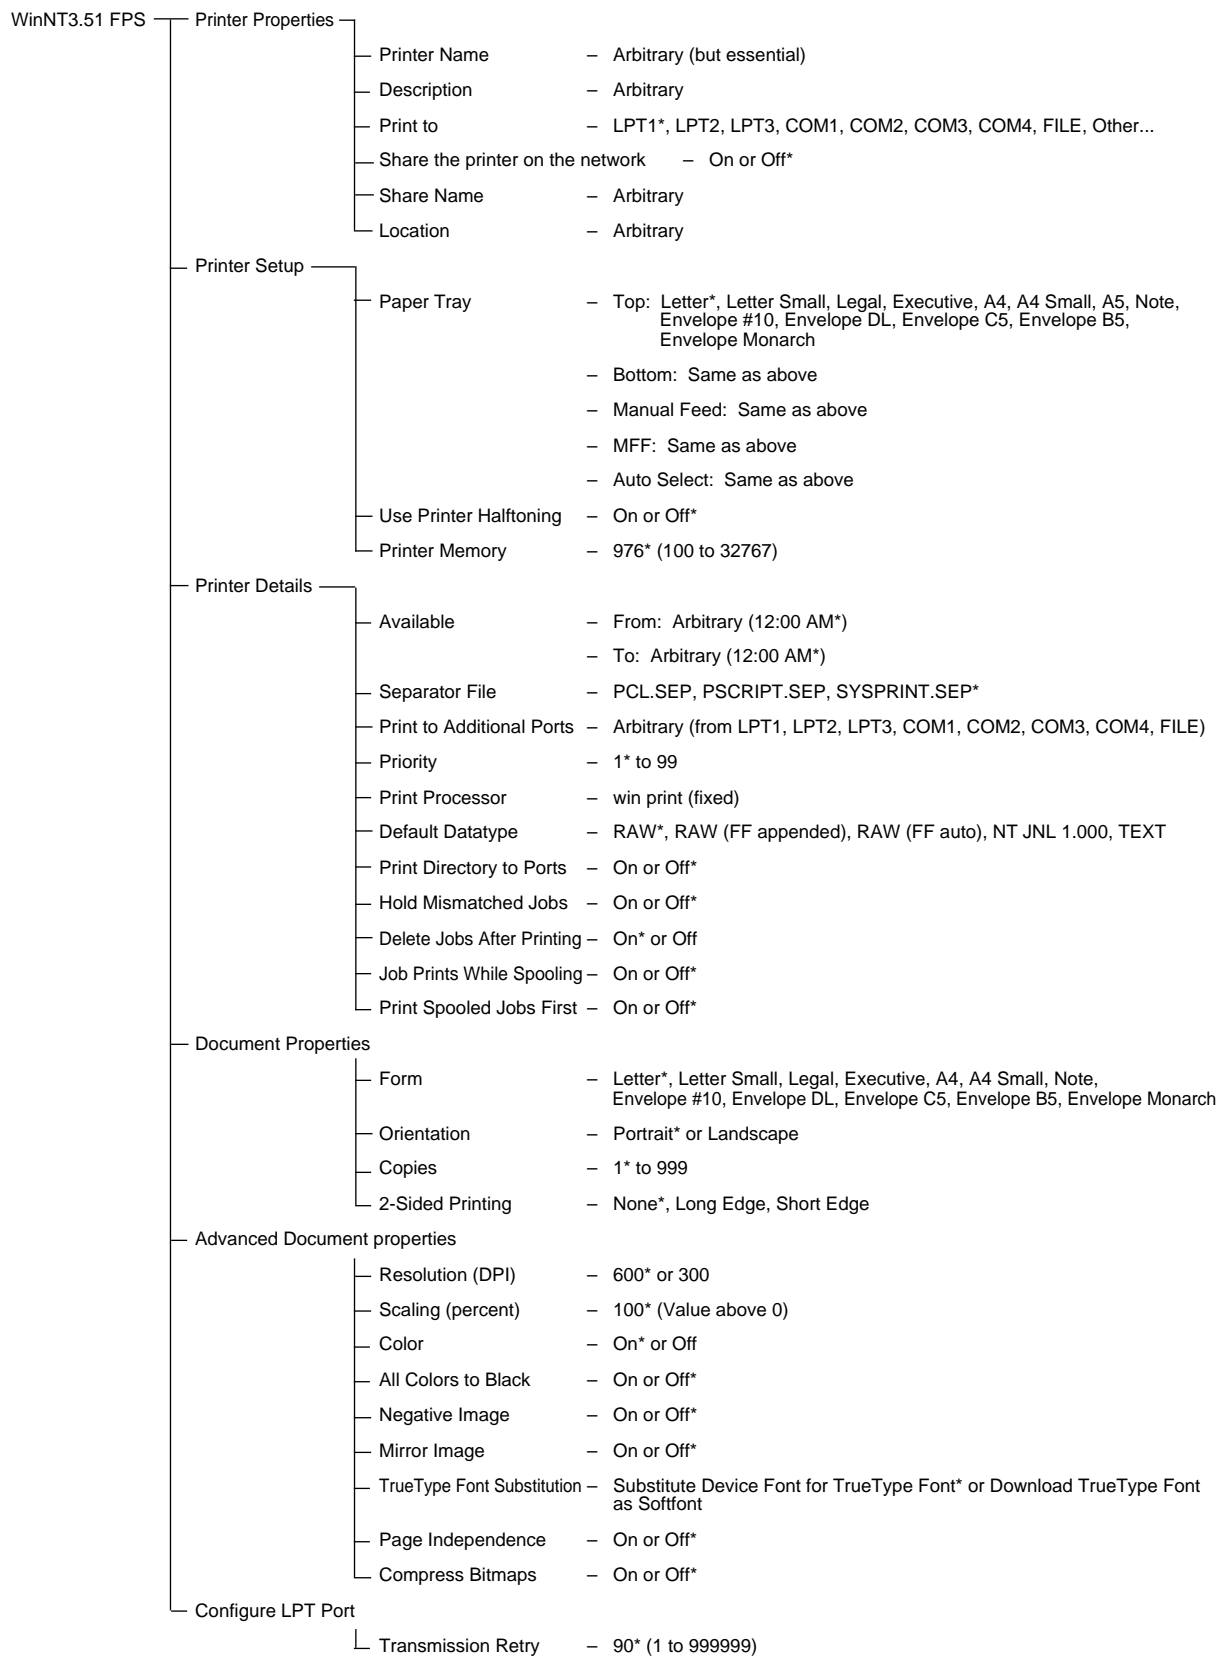 WinNT3.51 FPS Printer Properties
Printer Name – Arbitrary (but essential)
Description – Arbitrary
Print to – LPT1*, LPT2, LPT3, COM1, COM2, COM3, COM4, FILE, Other...
Share the printer on the network – On or Off*
Share Name – Arbitrary
Location – Arbitrary
Printer Setup
Paper Tray – Top: Letter*, Letter Small, Legal, Executive, A4, A4 Small, A5, Note,
Envelope #10, Envelope DL, Envelope C5, Envelope B5,
Envelope Monarch
– Bottom: Same as above
– Manual Feed: Same as above
– MFF: Same as above
– Auto Select: Same as above
Use Printer Halftoning – On or Off*
Printer Memory – 976* (100 to 32767)
Printer Details
Available – From: Arbitrary (12:00 AM*)
– To: Arbitrary (12:00 AM*)
Separator File – PCL.SEP, PSCRIPT.SEP, SYSPRINT.SEP*
Print to Additional Ports – Arbitrary (from LPT1, LPT2, LPT3, COM1, COM2, COM3, COM4, FILE)
Priority – 1* to 99
Print Processor – win print (fixed)
Default Datatype – RAW*, RAW (FF appended), RAW (FF auto), NT JNL 1.000, TEXT
Print Directory to Ports – On or Off*
Hold Mismatched Jobs – On or Off*
Delete Jobs After Printing – On* or Off
Job Prints While Spooling – On or Off*
Print Spooled Jobs First – On or Off*
Document Properties
Form – Letter*, Letter Small, Legal, Executive, A4, A4 Small, Note,
Envelope #10, Envelope DL, Envelope C5, Envelope B5, Envelope Monarch
Orientation – Portrait* or Landscape
Copies – 1* to 999
2-Sided Printing – None*, Long Edge, Short Edge
Advanced Document properties
Resolution (DPI) – 600* or 300
Scaling (percent) – 100* (Value above 0)
Color – On* or Off
All Colors to Black – On or Off*
Negative Image – On or Off*
Mirror Image – On or Off*
TrueType Font Substitution – Substitute Device Font for TrueType Font* or Download TrueType Font
as Softfont
Page Independence – On or Off*
Compress Bitmaps – On or Off*
Configure LPT Port
Transmission Retry – 90* (1 to 999999)